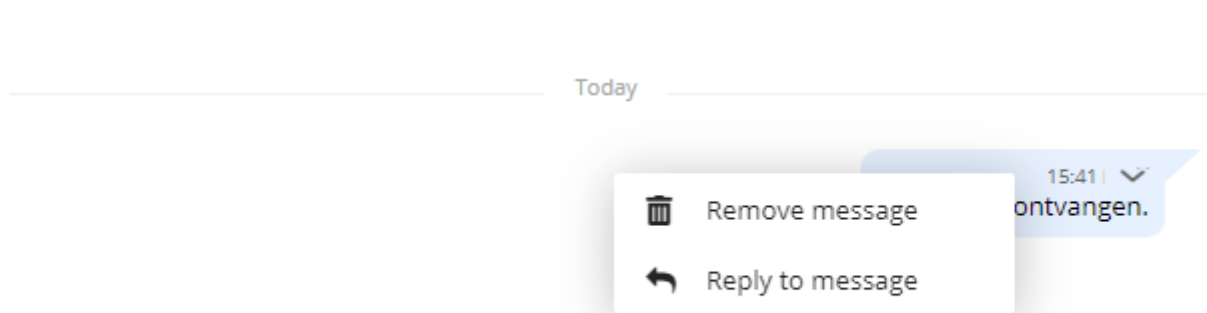 Today
15:41
ontvangen.
Remove message
Reply to message